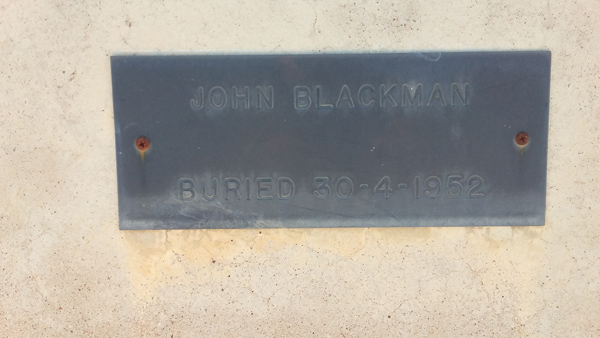 JOHN BLACKMAN
BURIED 30-4-1952